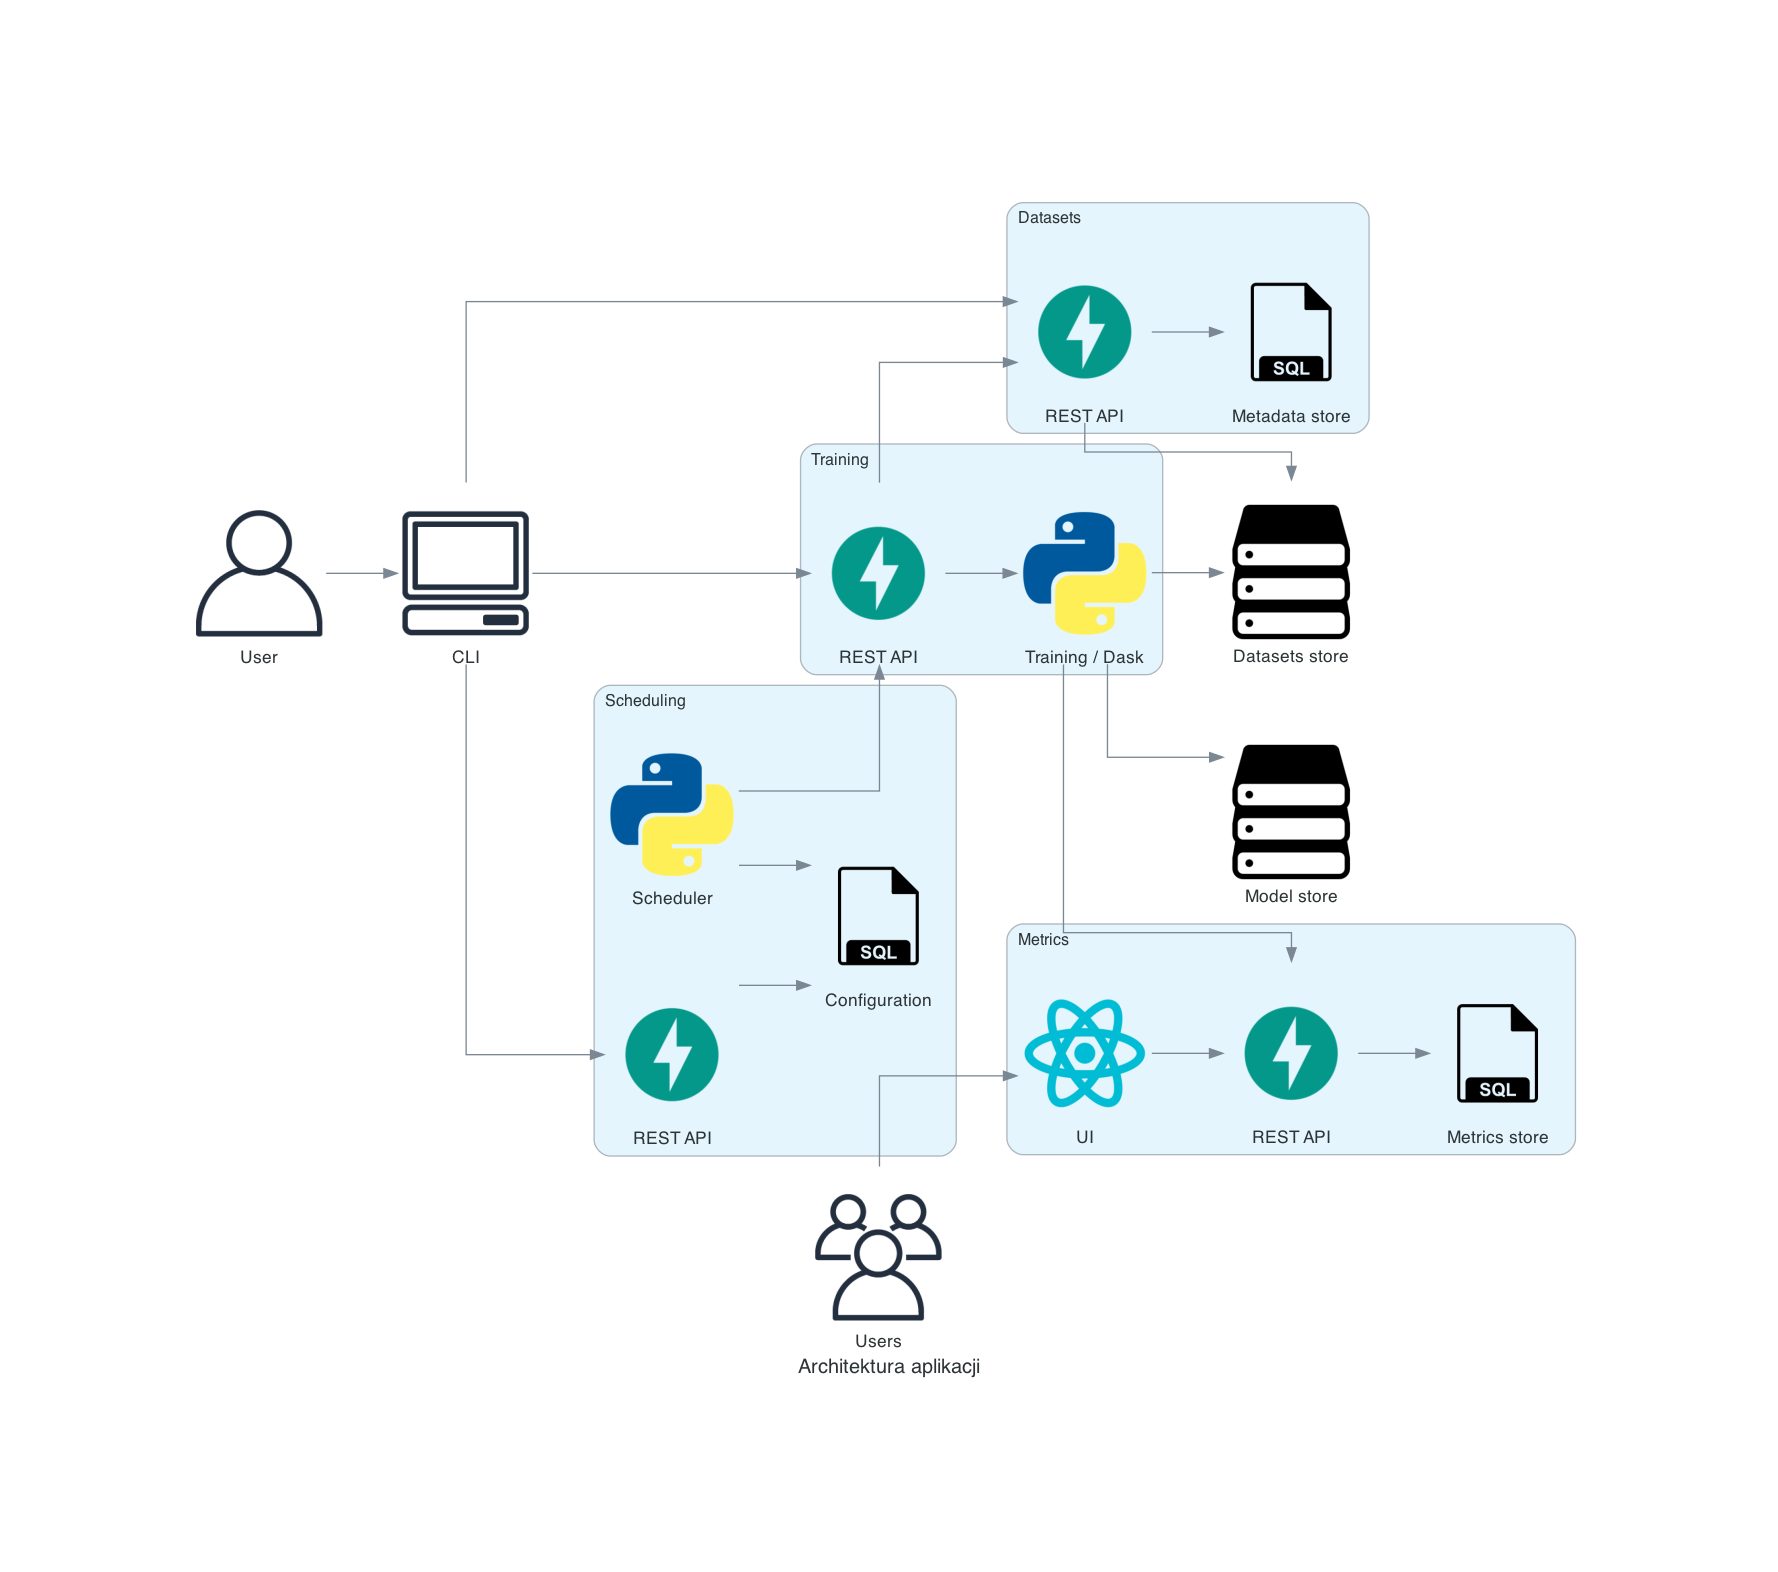 Datasets
SQL
REST API
Metadata store
Training
User
CLI
REST API
Training / Dask
Datasets store
Scheduling
Scheduler
SQL
Configuration
REST API
Model store
Metrics
SQL
UI
REST API
Metrics store
Users
Architektura aplikacji